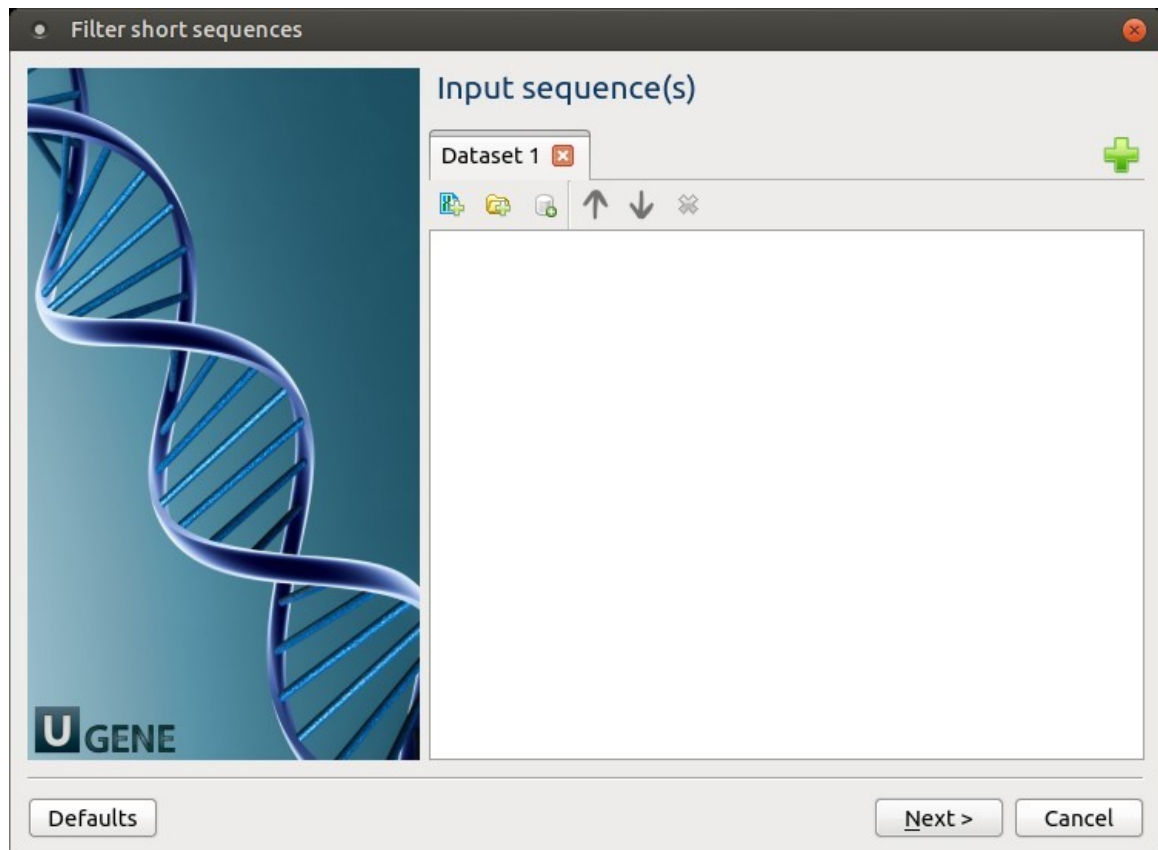 Filter short sequences
Input sequence(s)
Dataset 1
U GENE
Defaults
Next >
Cancel